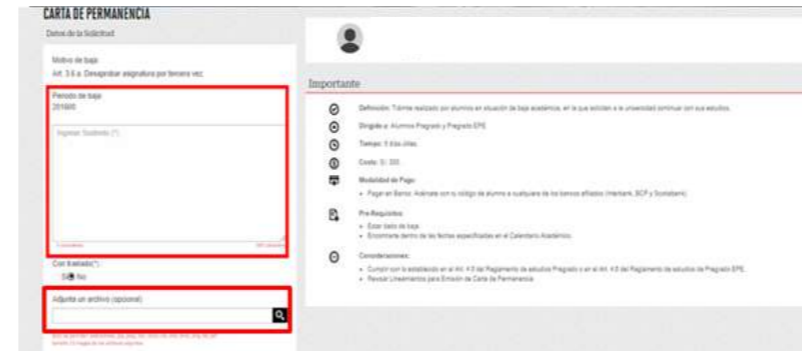 CARTA DE PERMANENCIA
Datos de la Solicitud
Motivo de baja:
Art. 3.6 a. Desaprobar asignatura por tercera vez
Periodo de baja:
Ingresar Sustento (*)
Con traslado(*):
Si No
Adjunta un archivo (opcional)
Importante
Definición: Trámite realizado por alumnos en situación de baja académica, en la que solicitan a la universidad continuar con sus estudios.
Dirigido a: Alumnos Pregrado y Pregrado EPE
Tiempo: 5 días útiles.
Costo: S/.
Modalidad de Pago:
Pagar en Banco: Acércate con tu código de alumno a cualquiera de los bancos afiliados (Interbank, BCP y Scotiabank)
Pre-Requisitos:
Estar dado de baja.
Encontrarse dentro de las fechas especificadas en el Calendario Académico.
Consideraciones:
Cumplir con lo establecido en el Art. 4.5 del Reglamento de estudios Pregrado o en el Art. 4.5 del Reglamento de estudios de Pregrado EPE.
Revisar Lineamientos para Emisión de Carta de Permanencia.